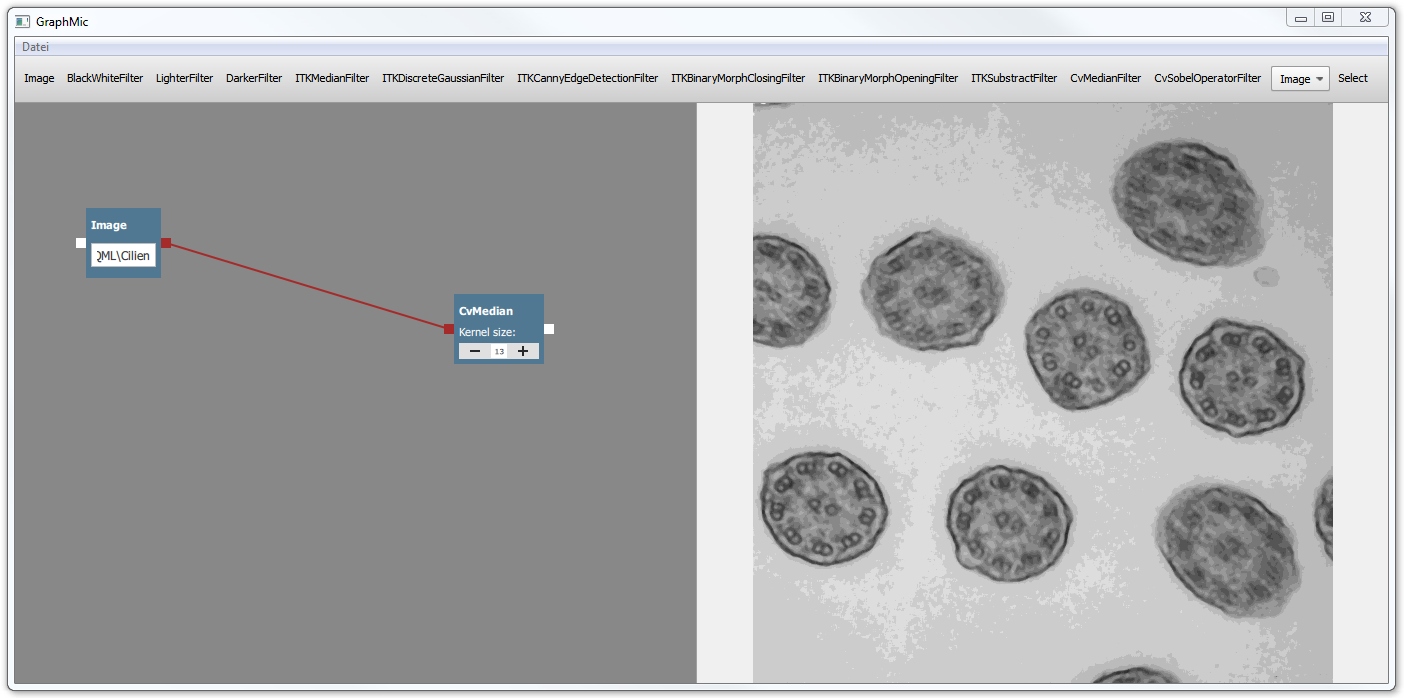 GraphMic
Datei
Image BlackWhiteFilter LighterFilter DarkerFilter ITKMedianFilter ITKDiscreteGaussianFilter ITKCannyEdgeDetectionFilter ITKBinaryMorphClosingFilter ITKBinaryMorphOpeningFilter ITKSubstractFilter CvMedianFilter CvSobelOperatorFilter Image Select
Image
QML\Cilien
CvMedian
Kernel size:
− 13 +